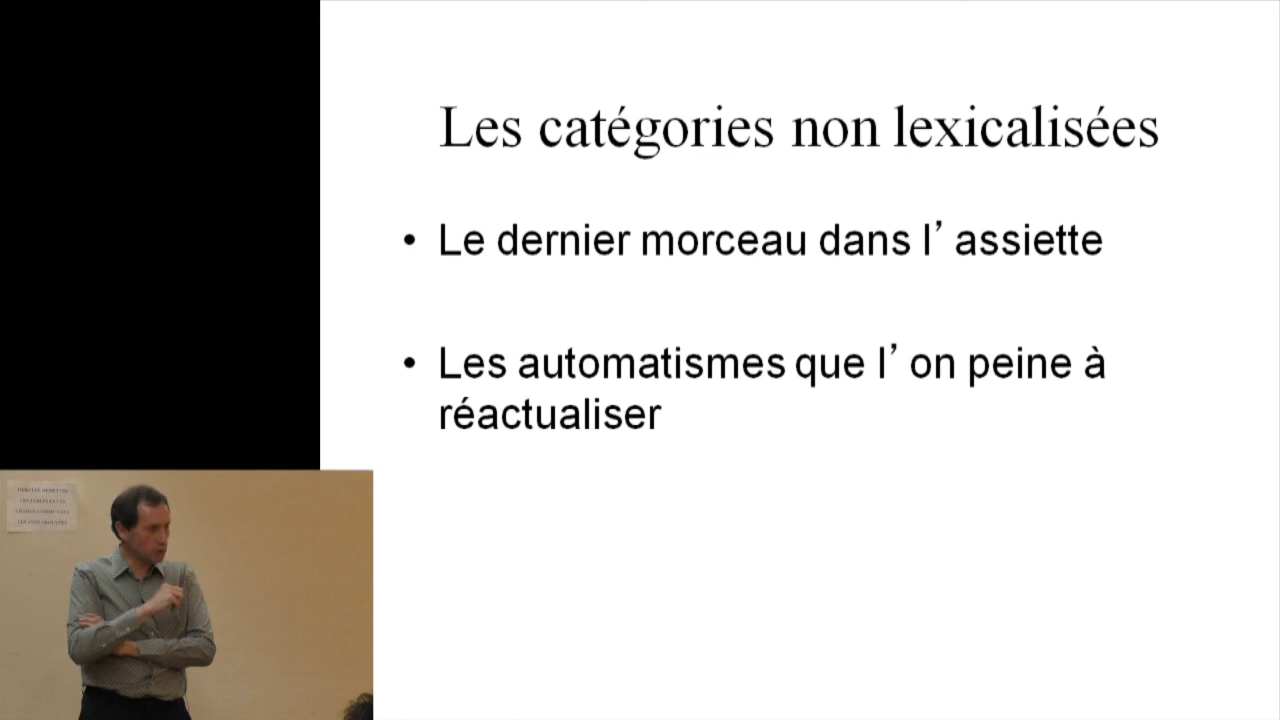 Les catégories non lexicalisées
• Le dernier morceau dans l’ assiette
• Les automatismes que l’ on peine à
réactualiser